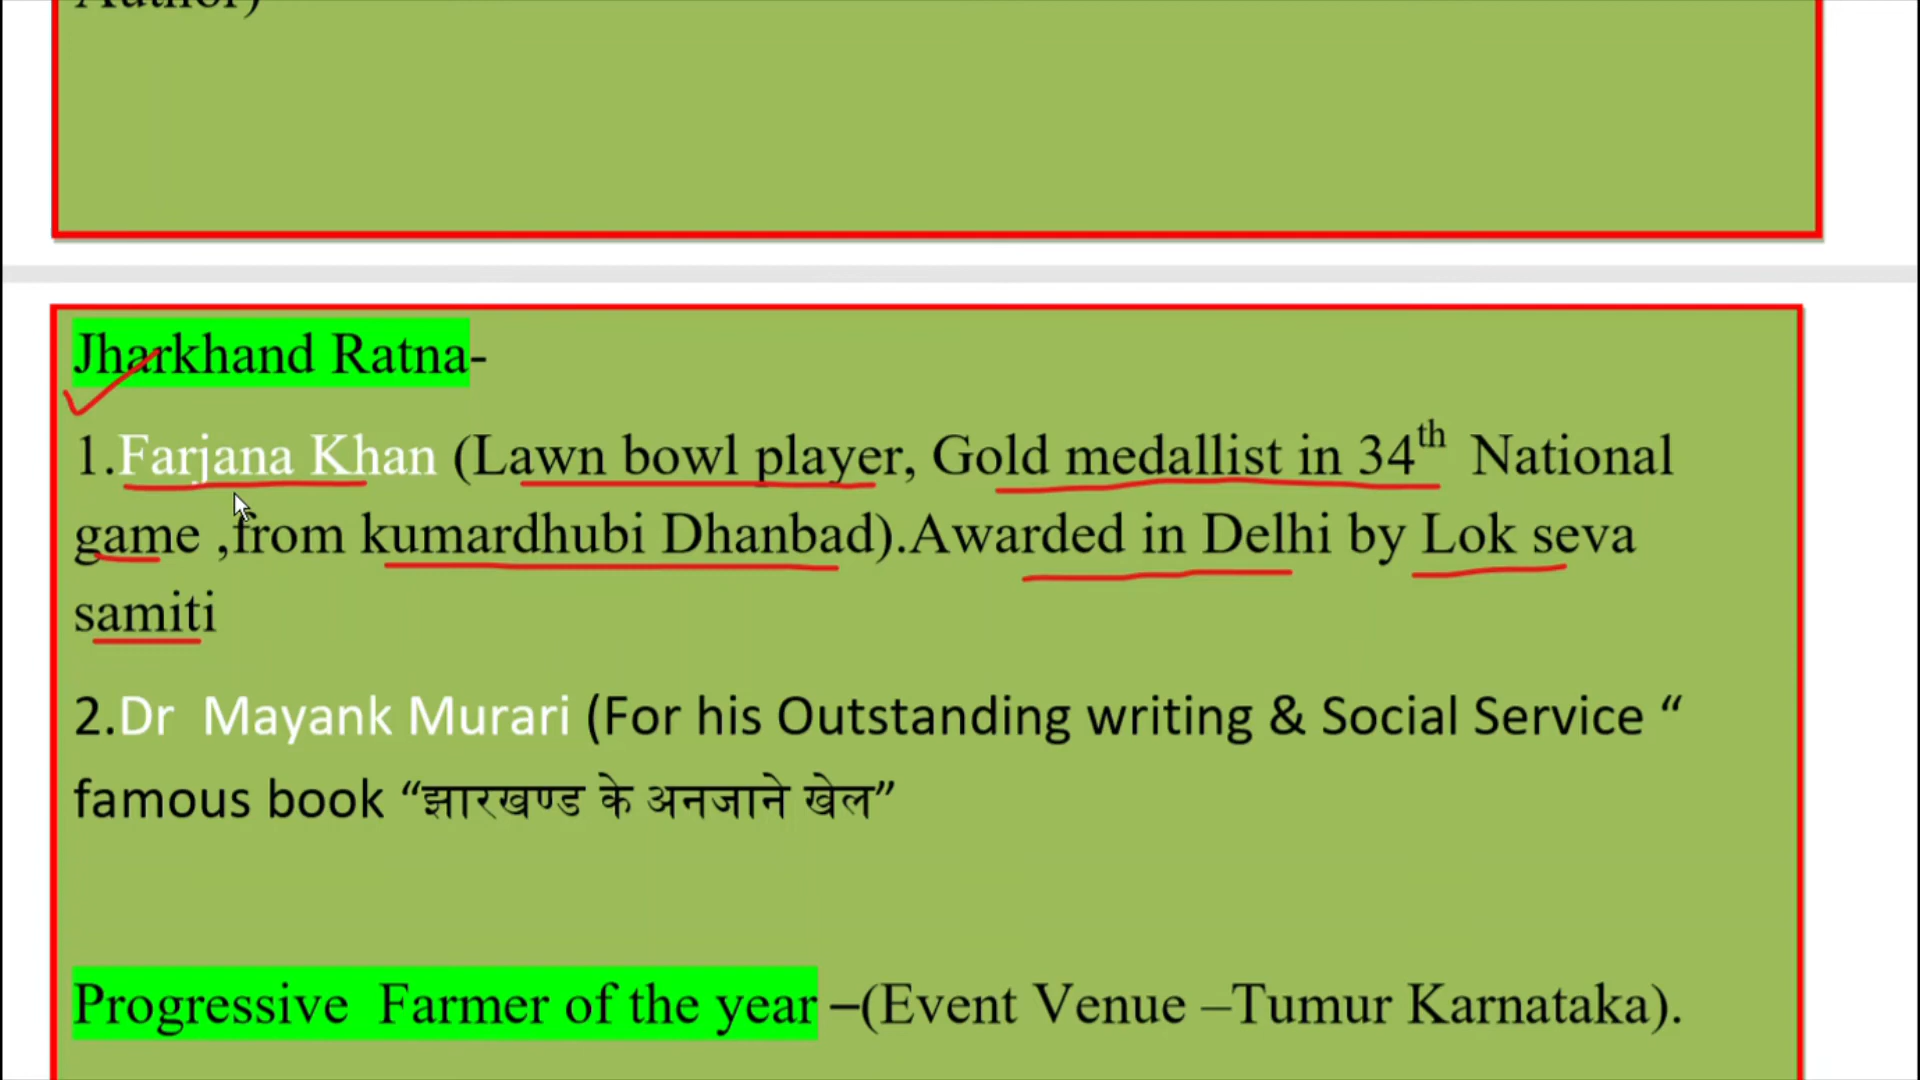 Author)
Jharkhand Ratna-
1.Farjana Khan (Lawn bowl player, Gold medallist in 34th National
game ,from kumardhubi Dhanbad).Awarded in Delhi by Lok seva
samiti
2.Dr Mayank Murari (For his Outstanding writing & Social Service “
famous book “झारखण्ड के अनजाने खेल”
Progressive Farmer of the year –(Event Venue –Tumur Karnataka).